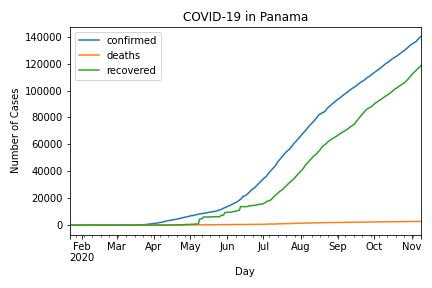 COVID-19 in Panama
confirmed
deaths
recovered
Number of Cases
140000
120000
100000
80000
60000
40000
20000
0
Feb Mar Apr May Jun Jul Aug Sep Oct Nov
2020
Day